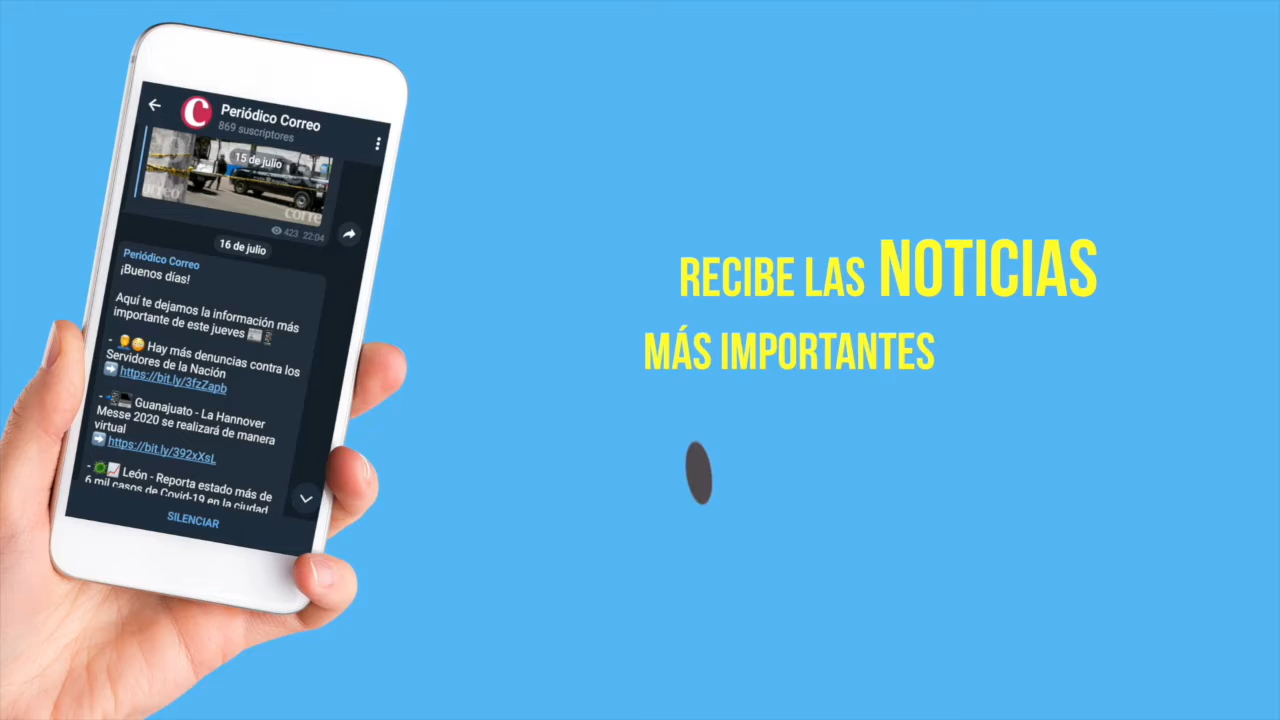 C
Periódico Correo
869 suscriptores
15 de julio
correo
423 22:04
16 de julio
Periódico Correo
¡Buenos días!
Aquí te dejamos la información más
importante de este jueves
- Hay más denuncias contra los
Servidores de la Nación
https://bit.ly/3fzZapb
- Guanajuato - La Hannover
Messe 2020 se realizará de manera
virtual
https://bit.ly/392xXsL
- León - Reporta estado más de
6 mil casos de Covid-19 en la ciudad
SILENCIAR
RECIBE LAS NOTICIAS
MÁS IMPORTANTES